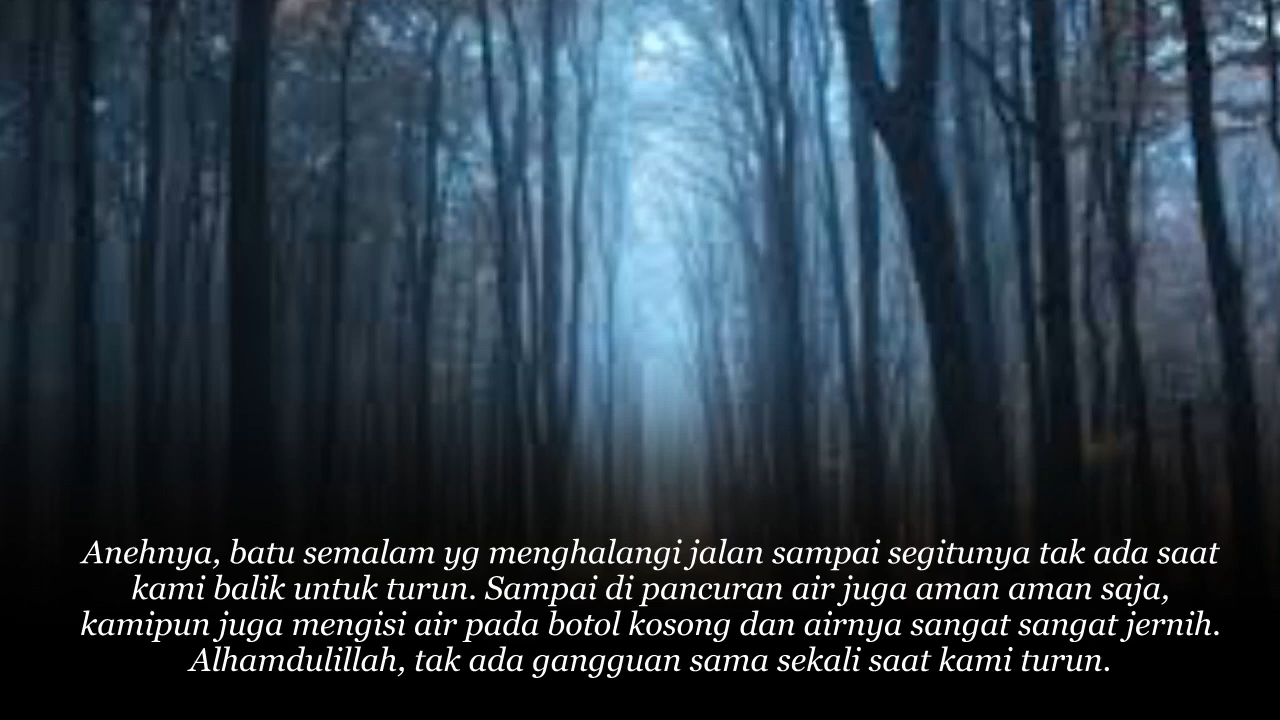 Anehnya, batu semalam yg menghalangi jalan sampai segitunya tak ada saat
kami balik untuk turun. Sampai di pancuran air juga aman aman saja,
kamipun juga mengisi air pada botol kosong dan airnya sangat sangat jernih.
Alhamdulillah, tak ada gangguan sama sekali saat kami turun.